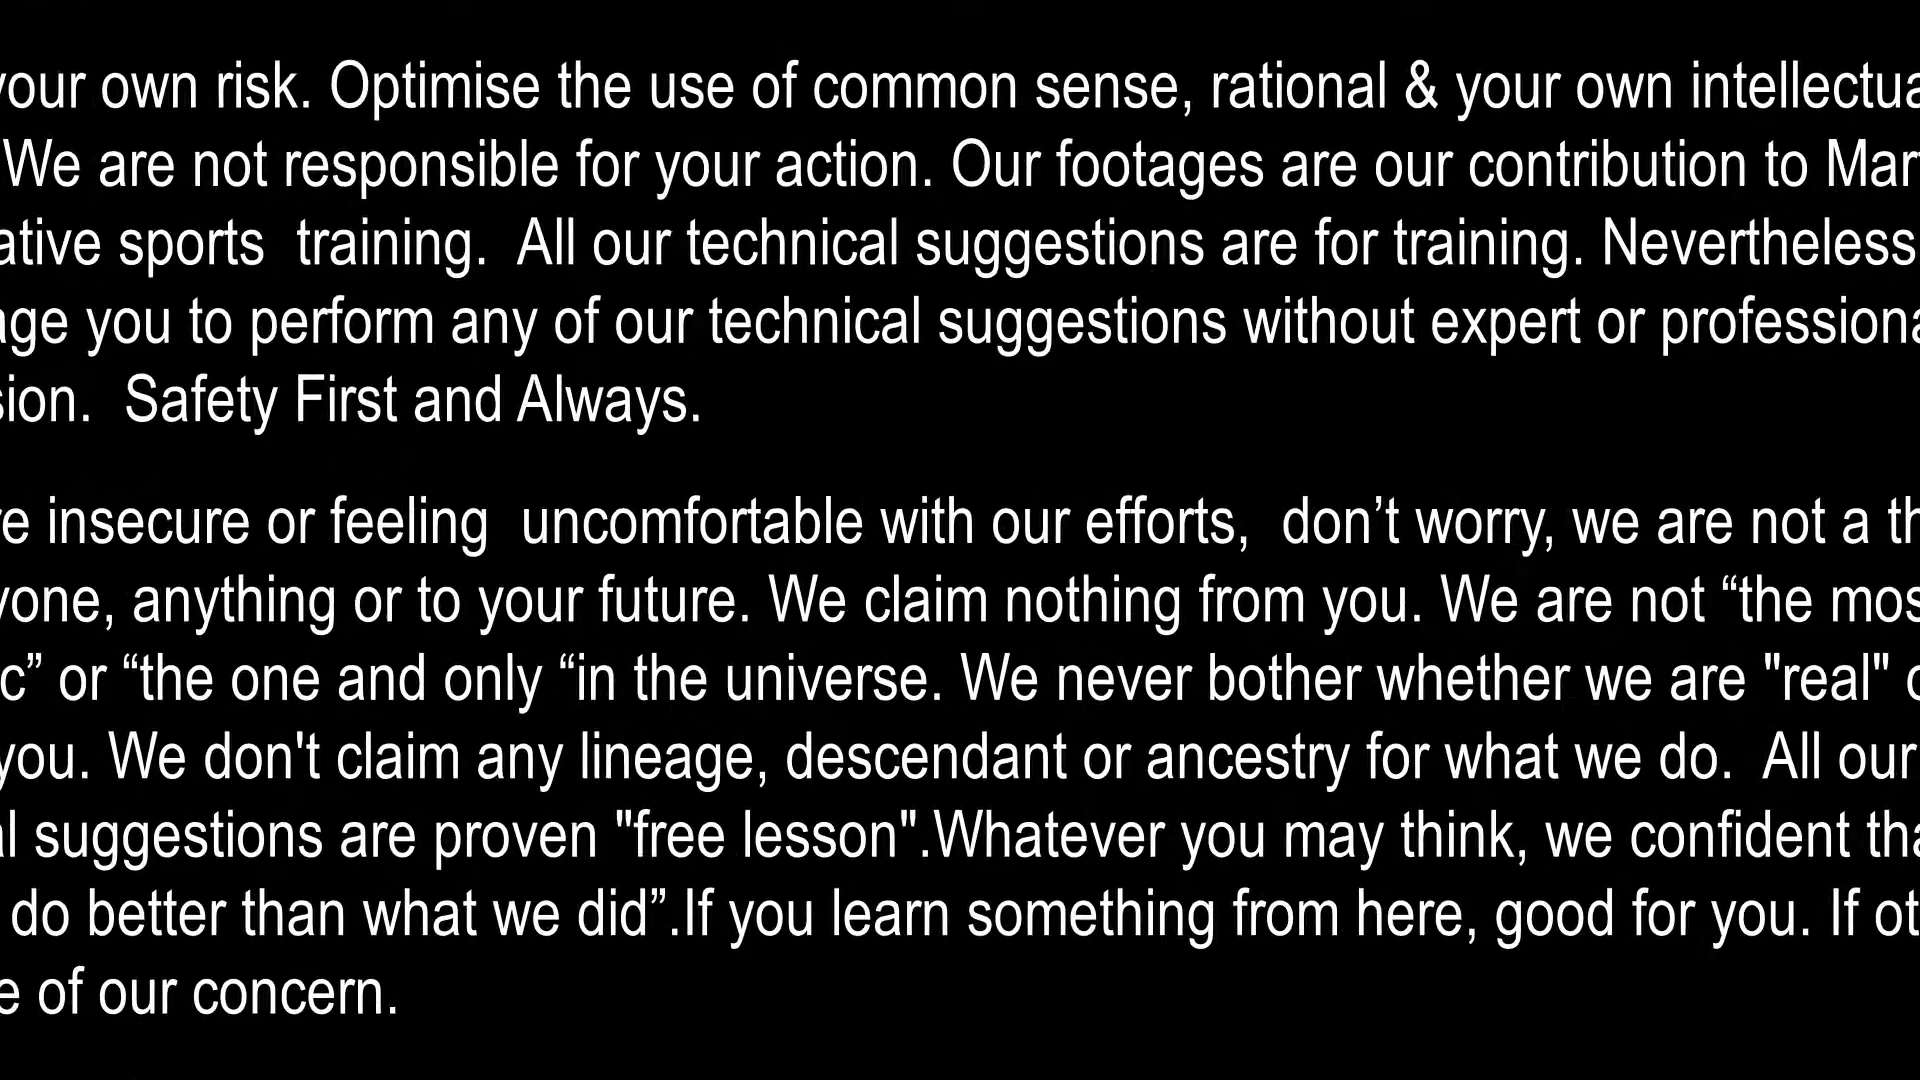 your own risk. Optimise the use of common sense, rational & your own intellectua
We are not responsible for your action. Our footages are our contribution to Mar
ative sports  training.  All our technical suggestions are for training. Nevertheless
age you to perform any of our technical suggestions without expert or professiona
sion.  Safety First and Always.
re insecure or feeling  uncomfortable with our efforts,  don’t worry, we are not a th
yone, anything or to your future. We claim nothing from you. We are not “the mos
c” or “the one and only “in the universe. We never bother whether we are "real" o
you. We don't claim any lineage, descendant or ancestry for what we do.  All our
al suggestions are proven "free lesson".Whatever you may think, we confident tha
do better than what we did”.If you learn something from here, good for you. If ot
e of our concern.